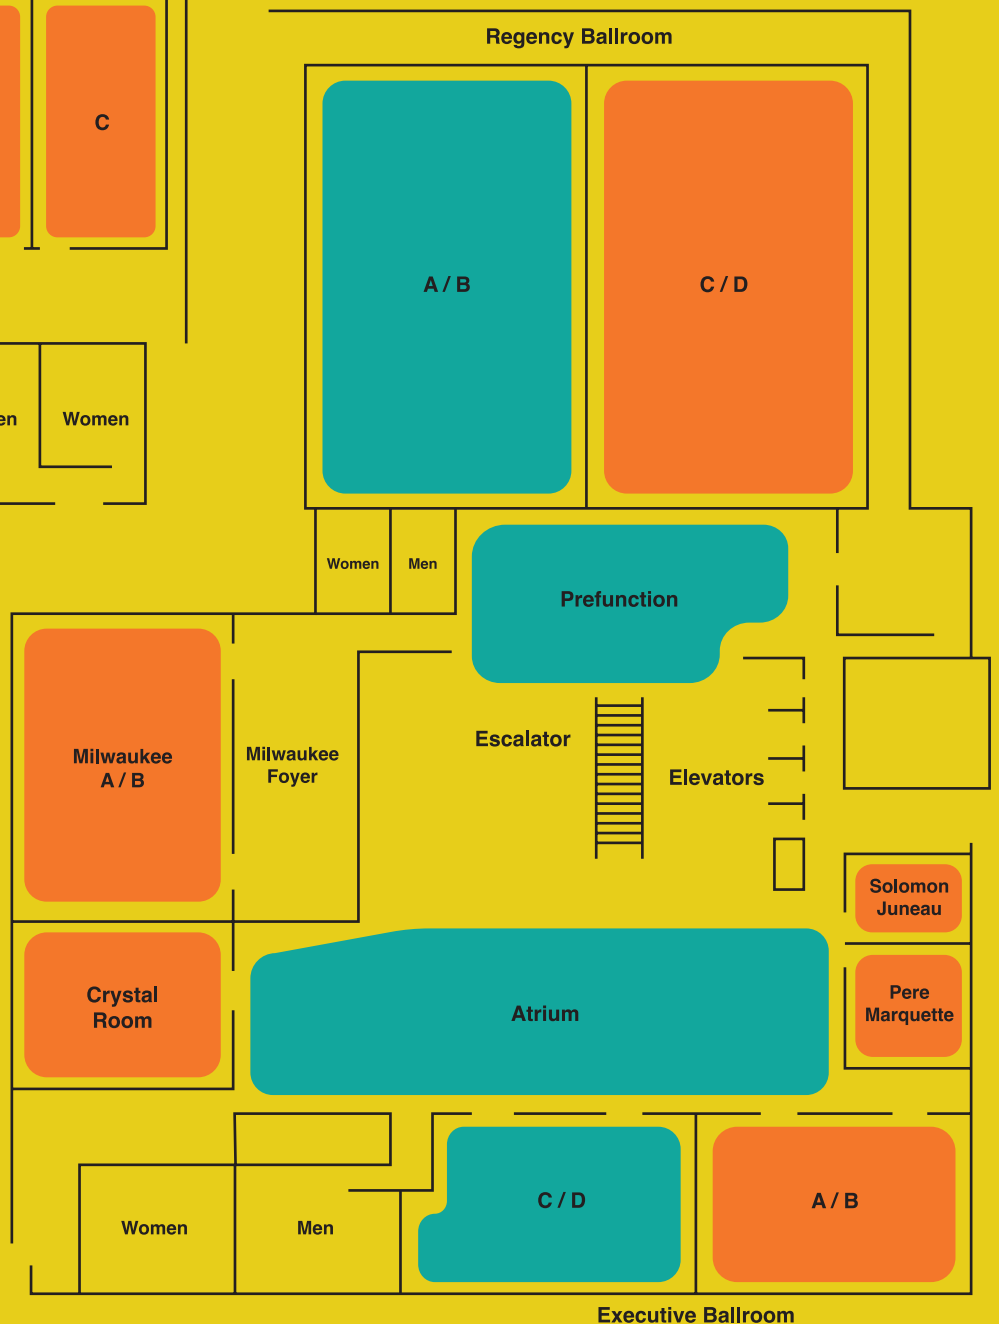 Regency Ballroom
C
A / B
C / D
en
Women
Women
Men
Prefunction
Escalator
Elevators
Milwaukee
A / B
Milwaukee
Foyer
Solomon
Juneau
Crystal
Room
Atrium
Pere
Marquette
C / D
A / B
Women
Men
Executive Ballroom